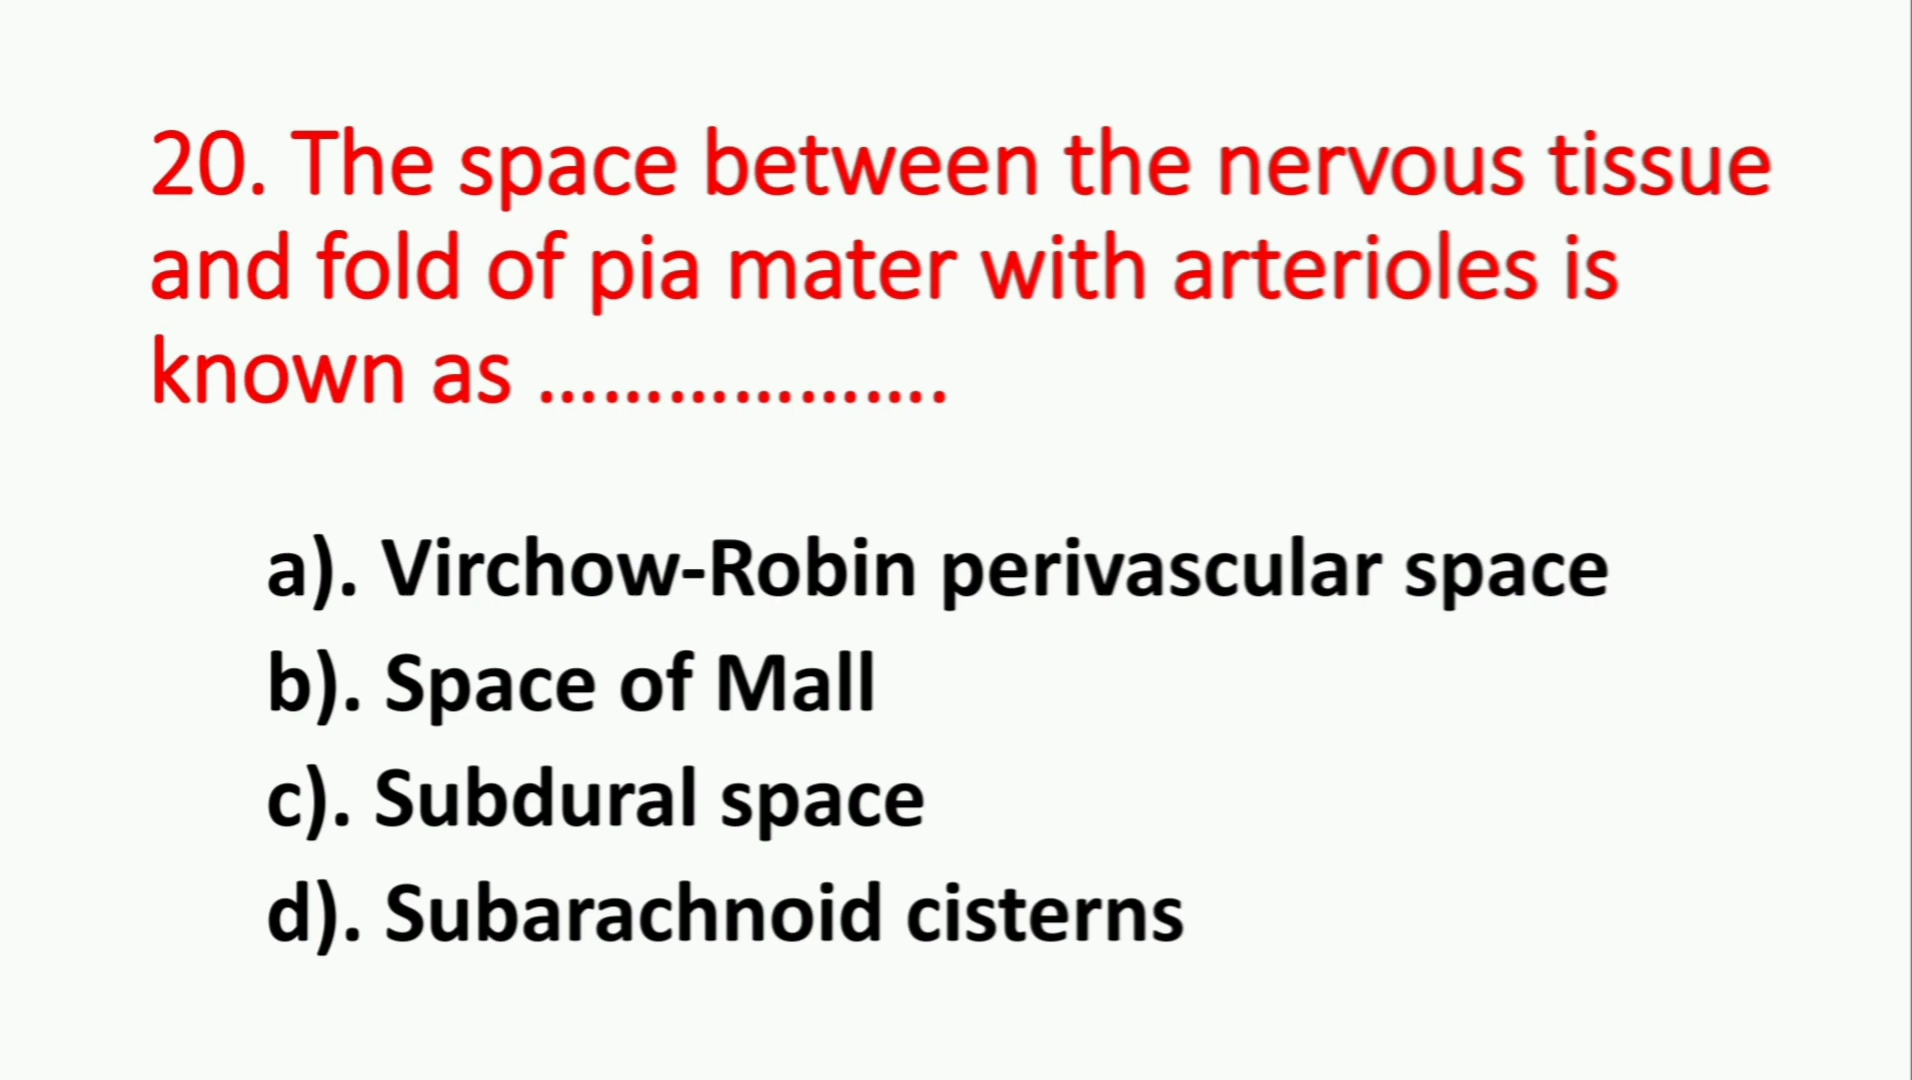 20. The space between the nervous tissue
and fold of pia mater with arterioles is
known as ...................
a). Virchow-Robin perivascular space
b). Space of Mall
c). Subdural space
d). Subarachnoid cisterns